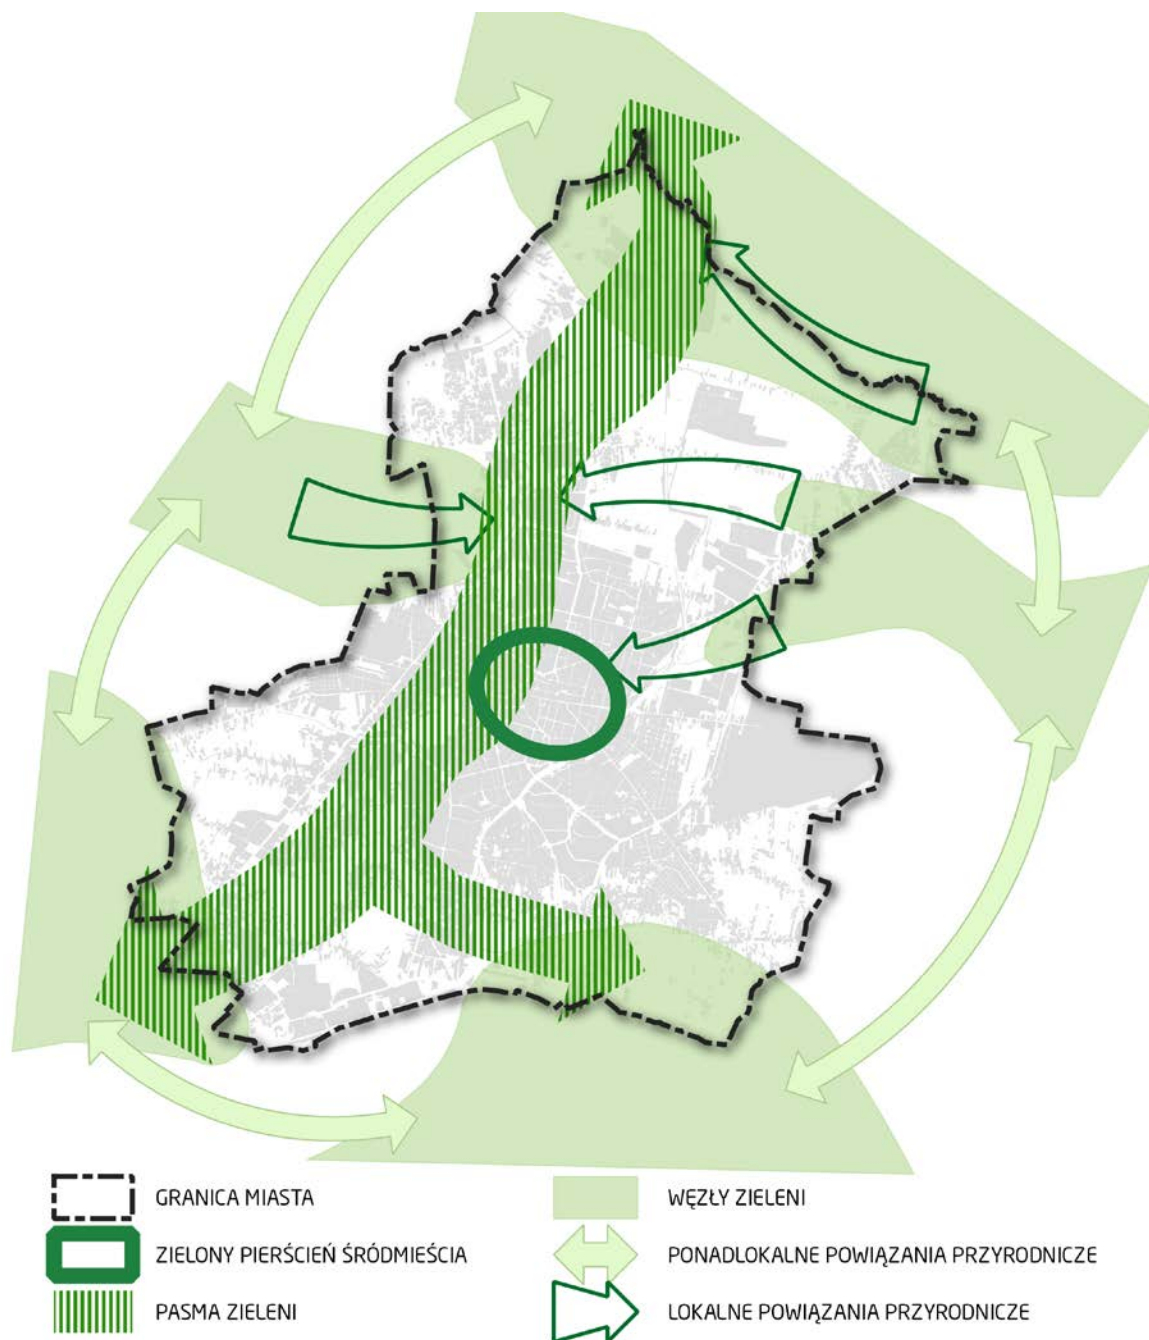 GRANICA MIASTA
ZIELONY PIERŚCIEŃ ŚRÓDMIEŚCIA
PASMA ZIELENI
WĘZŁY ZIELENI
PONADLOKALNE POWIĄZANIA PRZYRODNICZE
LOKALNE POWIĄZANIA PRZYRODNICZE